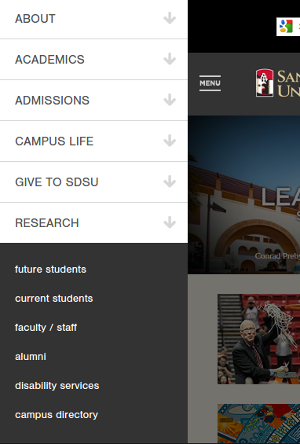 ABOUT
ACADEMICS
ADMISSIONS
CAMPUS LIFE
GIVE TO SDSU
RESEARCH
future students
current students
faculty / staff
alumni
disability services
campus directory
MENU
SAN
UN
LEA
Conrad Preby